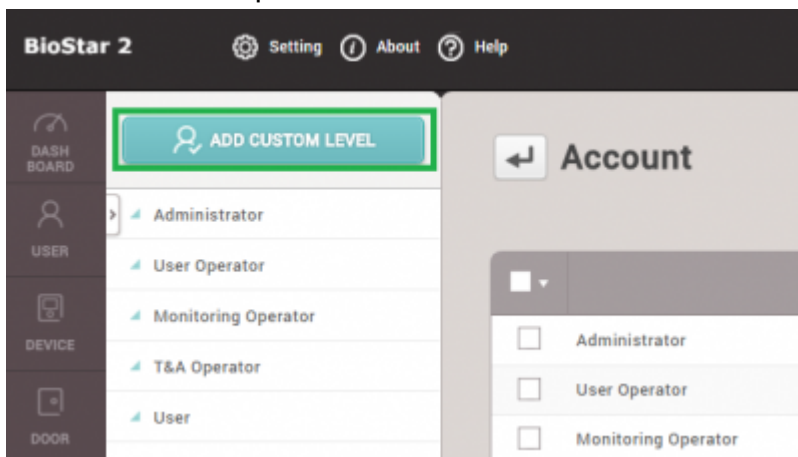 BioStar 2
Setting
About
Help
DASH
BOARD
USER
DEVICE
DOOR
ADD CUSTOM LEVEL
Administrator
User Operator
Monitoring Operator
T&A Operator
User
Account
Administrator
User Operator
Monitoring Operator